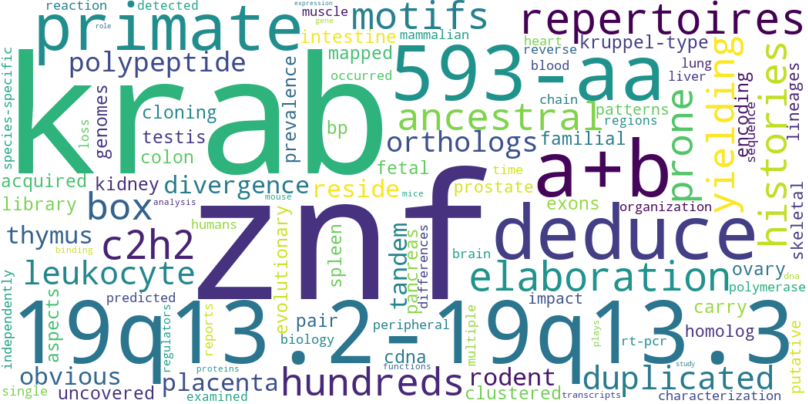 reaction
detected
muscle
expression
gene
role
primate
motifs
repertoires
intestine
mammalian
species-specific
polypeptide
mapped
heart
reverse
kruppel-type
lung
krab
593-aa
blood
liver
genomes
loss
cloning
testis
colon
prevalence
bp
occurred
ancestral
chain
patterns
regions
prone
yielding
encoding
sequence
histories
lineages
orthologs
familial
acquired
kidney
divergence
fetal
reside
time
prostate
a+b
exons
library
box
analysis
mouse
mice
organization
skeletal
humans
thymus
c2h2
znf
deduce
binding
evolutionary
spleen
pancreas
tandem
differences
brain
leukocyte
elaboration
ovary
dna
polymerase
independently
aspects
predicted
regulators
reports
pair
biology
peripheral
multiple
impact
plays
carry
homolog
putative
19q13.2-19q13.3
cdna
rt-pcr
obvious
placenta
proteins
functions
rodent
study
duplicated
single
uncovered
examined
hundreds
clustered
transcripts
characterization